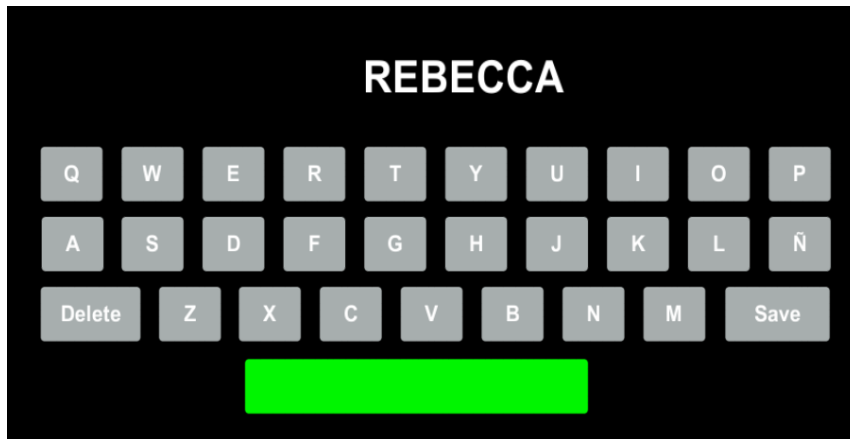 REBECCA
Q W E R T Y U I O P
A S D F G H J K L Ñ
Delete Z X C V B N M Save